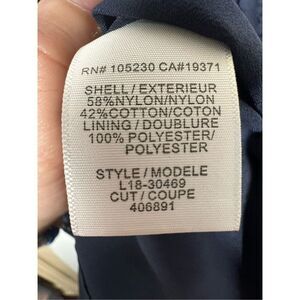 RN# 105230 CA#19371
SHELL / EXTERIEUR
58%NYLON/NYLON
42%COTTON/COTON
LINING / DOUBLURE
100% POLYESTER/
POLYESTER
STYLE / MODELE
L18-30469
CUT / COUPE
406891